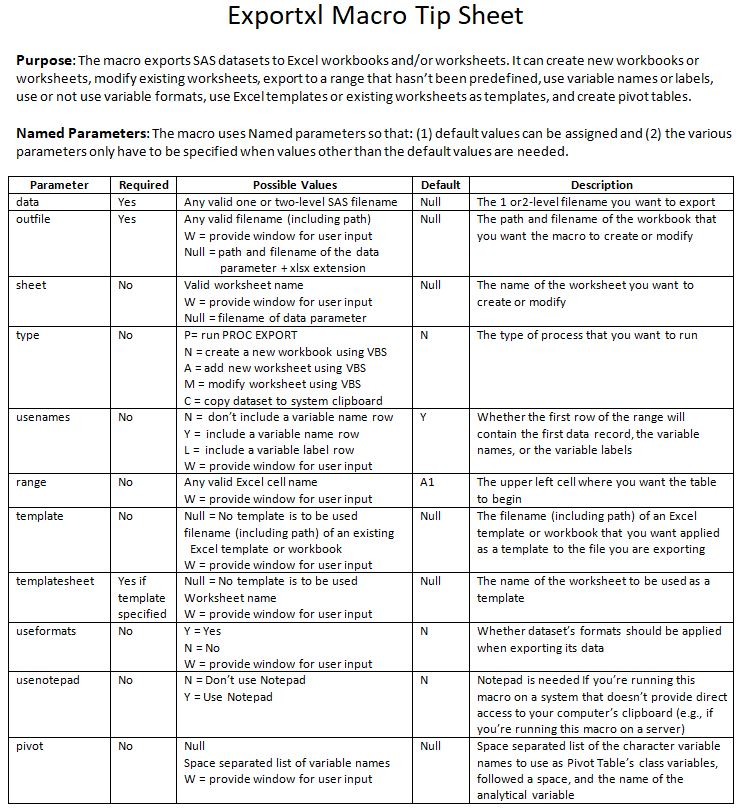 Exportxl Macro Tip Sheet
Purpose: The macro exports SAS datasets to Excel workbooks and/or worksheets. It can create new workbooks or
worksheets, modify existing worksheets, export to a range that hasn't been predefined, use variable names or labels,
use or not use variable formats, use Excel templates or existing worksheets as templates, and create pivot tables.
Named Parameters: The macro uses Named parameters so that: (1) default values can be assigned and (2) the various
parameters only have to be specified when values other than the default values are needed.
Parameter Required Possible Values Default Description
data Yes Any valid one or two-level SAS filename Null The 1 or2-level filename you want to export
outfile Yes Any valid filename (including path) Null The path and filename of the workbook that
W = provide window for user input you want the macro to create or modify
Null = path and filename of the data
parameter + xlsx extension
sheet No Valid worksheet name Null The name of the worksheet you want to
W = provide window for user input create or modify
Null = filename of data parameter
type No P= run PROC EXPORT N The type of process that you want to run
N = create a new workbook using VBS
A = add new worksheet using VBS
M = modify worksheet using VBS
C = copy dataset to system clipboard
usenames No N = don't include a variable name row Y Whether the first row of the range will
Y = include a variable name row contain the first data record, the variable
L = include a variable label row names, or the variable labels
W = provide window for user input
range No Any valid Excel cell name A1 The upper left cell where you want the table
W = provide window for user input to begin
template No Null = No template is to be used Null The filename (including path) of an Excel
filename (including path) of an existing template or workbook that you want applied
Excel template or workbook as a template to the file you are exporting
W = provide window for user input
templatesheet Yes if Null = No template is to be used Null The name of the worksheet to be used as a
template Worksheet name template
specified W = provide window for user input
useformats No Y = Yes N Whether dataset's formats should be applied
N = No when exporting its data
W = provide window for user input
usenotepad No N = Don't use Notepad N Notepad is needed If you're running this
Y = Use Notepad macro on a system that doesn't provide direct
access to your computer's clipboard (e.g., if
you're running this macro on a server)
pivot No Null Null Space separated list of the character variable
Space separated list of variable names names to use as Pivot Table's class variables,
W = provide window for user input followed a space, and the name of the
analytical variable